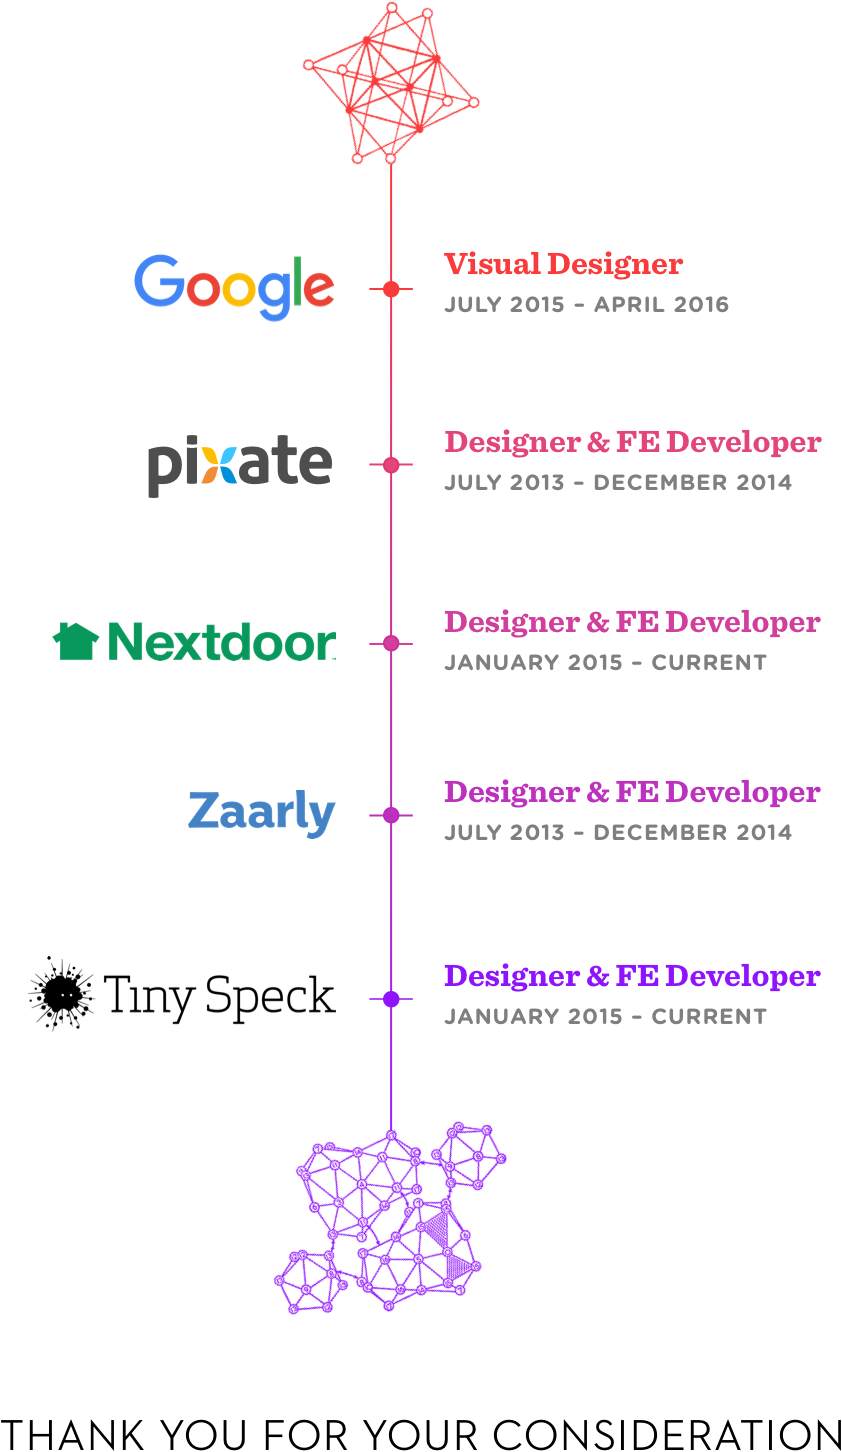 Google
Visual Designer
JULY 2015 – APRIL 2016
pixate
Designer & FE Developer
JULY 2013 – DECEMBER 2014
Nextdoor
Designer & FE Developer
JANUARY 2015 – CURRENT
Zaarly
Designer & FE Developer
JULY 2013 – DECEMBER 2014
Tiny Speck
Designer & FE Developer
JANUARY 2015 – CURRENT
THANK YOU FOR YOUR CONSIDERATION